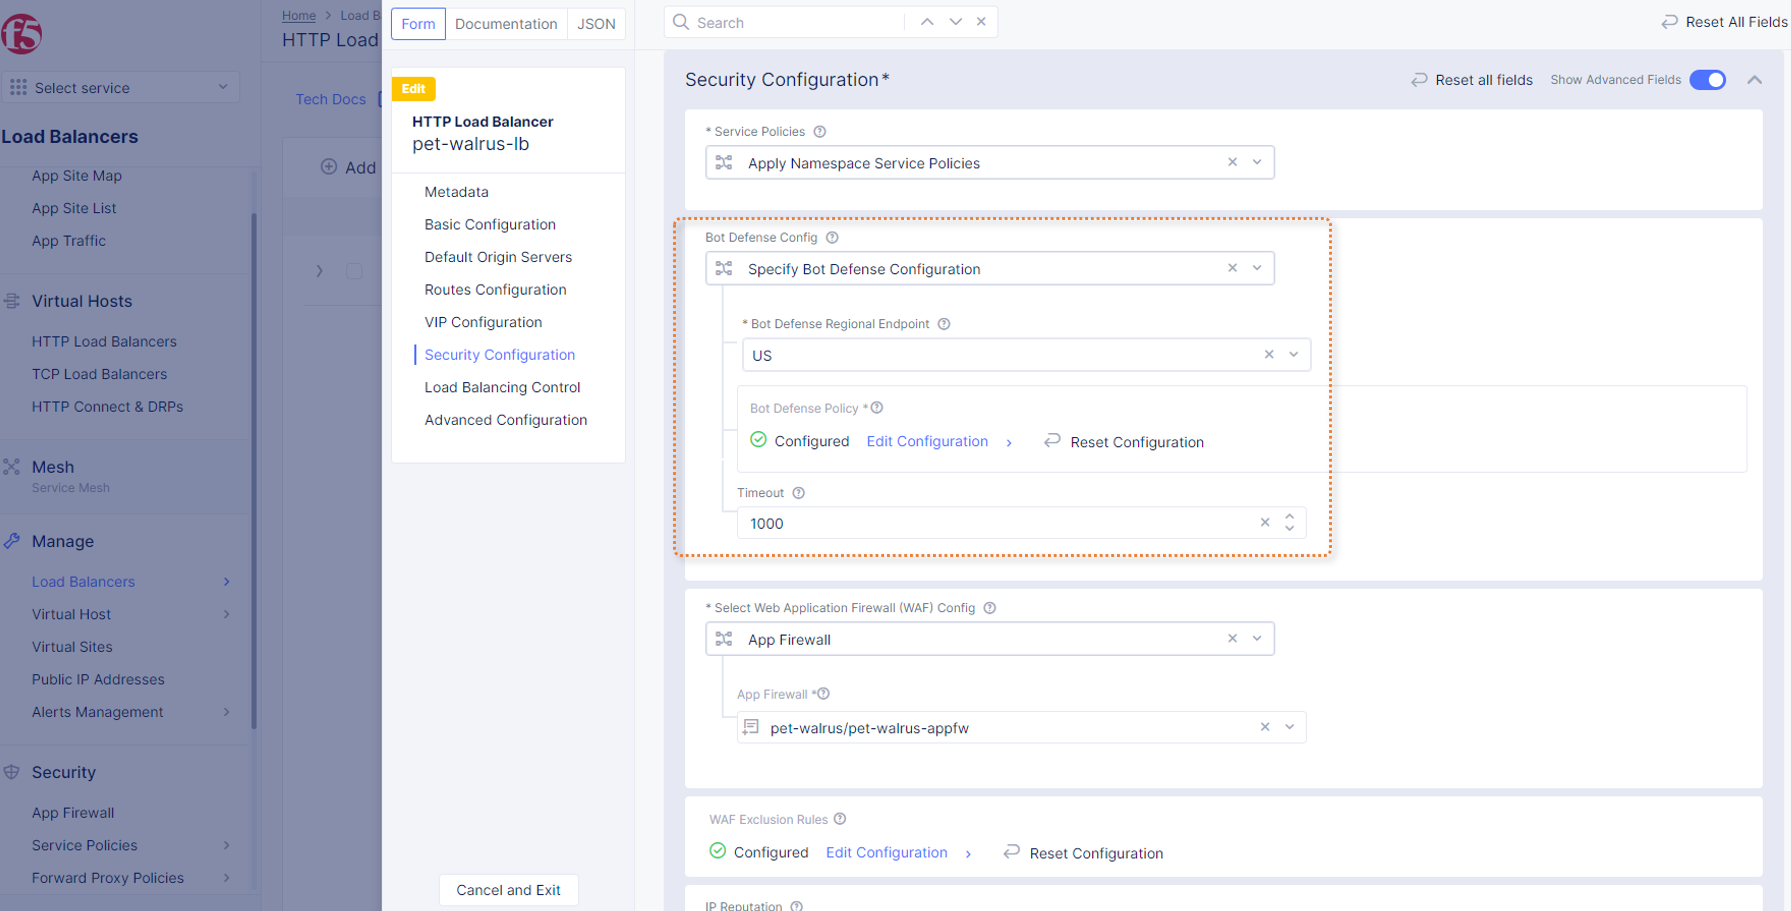 f5
Select service
Load Balancers
App Site Map
App Site List
App Traffic
Virtual Hosts
HTTP Load Balancers
TCP Load Balancers
HTTP Connect & DRPs
Mesh
Service Mesh
Manage
Load Balancers
Virtual Host
Virtual Sites
Public IP Addresses
Alerts Management
Security
App Firewall
Service Policies
Forward Proxy Policies
Home > Load B
HTTP Load
Tech Docs
Add
Form
Documentation
JSON
Edit
HTTP Load Balancer
pet-walrus-lb
Metadata
Basic Configuration
Default Origin Servers
Routes Configuration
VIP Configuration
Security Configuration
Load Balancing Control
Advanced Configuration
Cancel and Exit
Search
Reset All Fields
Security Configuration*
Reset all fields
Show Advanced Fields
* Service Policies
Apply Namespace Service Policies
Bot Defense Config
Specify Bot Defense Configuration
* Bot Defense Regional Endpoint
US
Bot Defense Policy *
Configured Edit Configuration > Reset Configuration
Timeout
1000
* Select Web Application Firewall (WAF) Config
App Firewall
App Firewall *
pet-walrus/pet-walrus-appfw
WAF Exclusion Rules
Configured Edit Configuration > Reset Configuration
IP Reputation